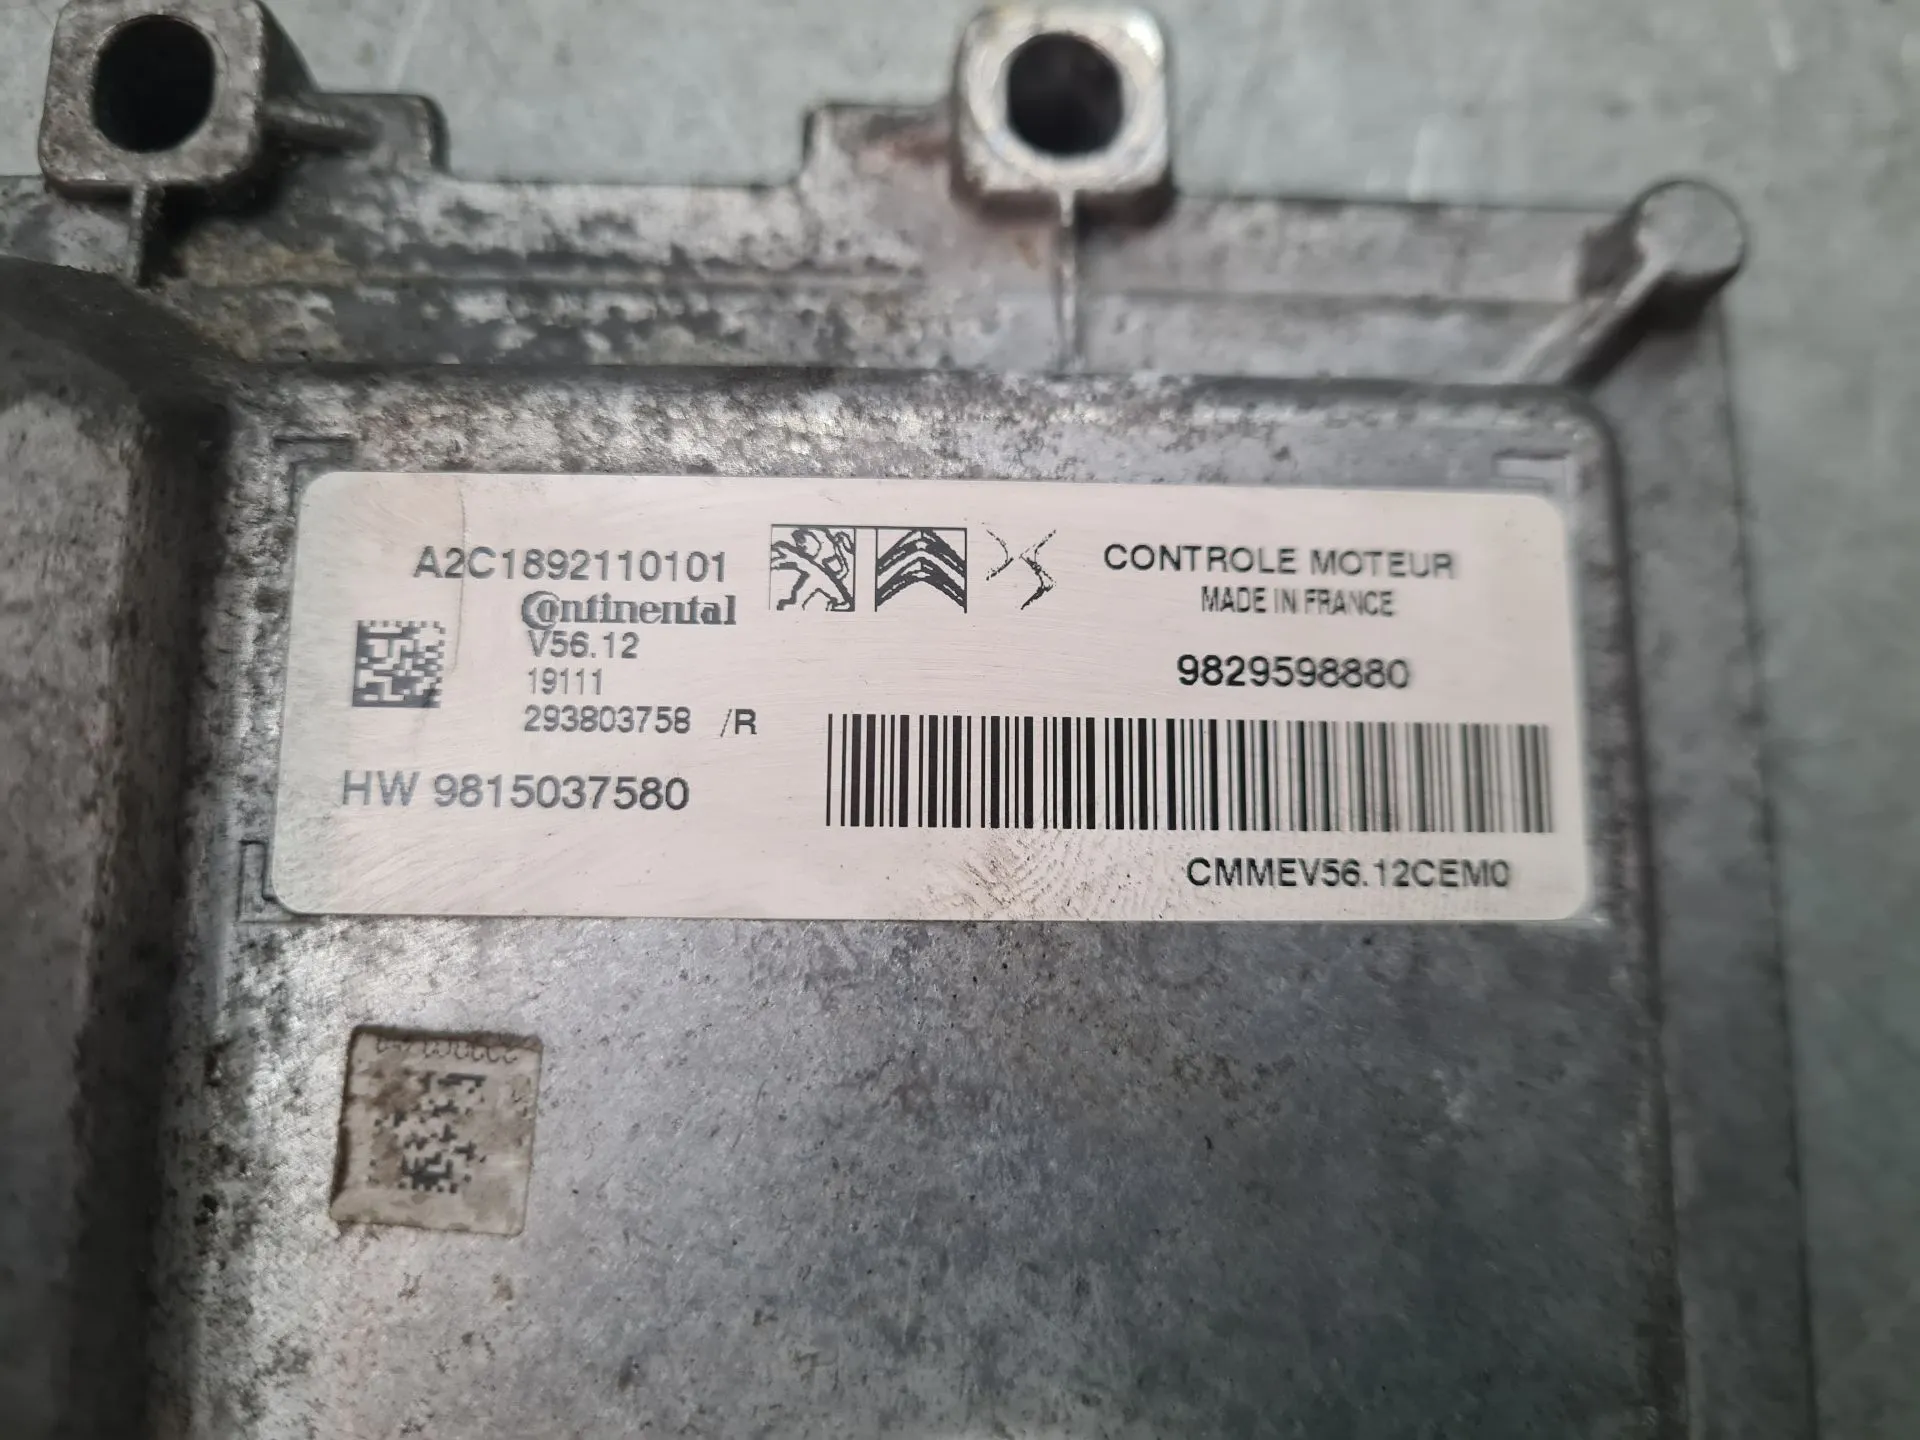 A2C1892110101
Continental
V56.12
19111
293803758 /R
HW 9815037580
CONTROLE MOTEUR
MADE IN FRANCE
9829598880
CMMEV56.12CEM0